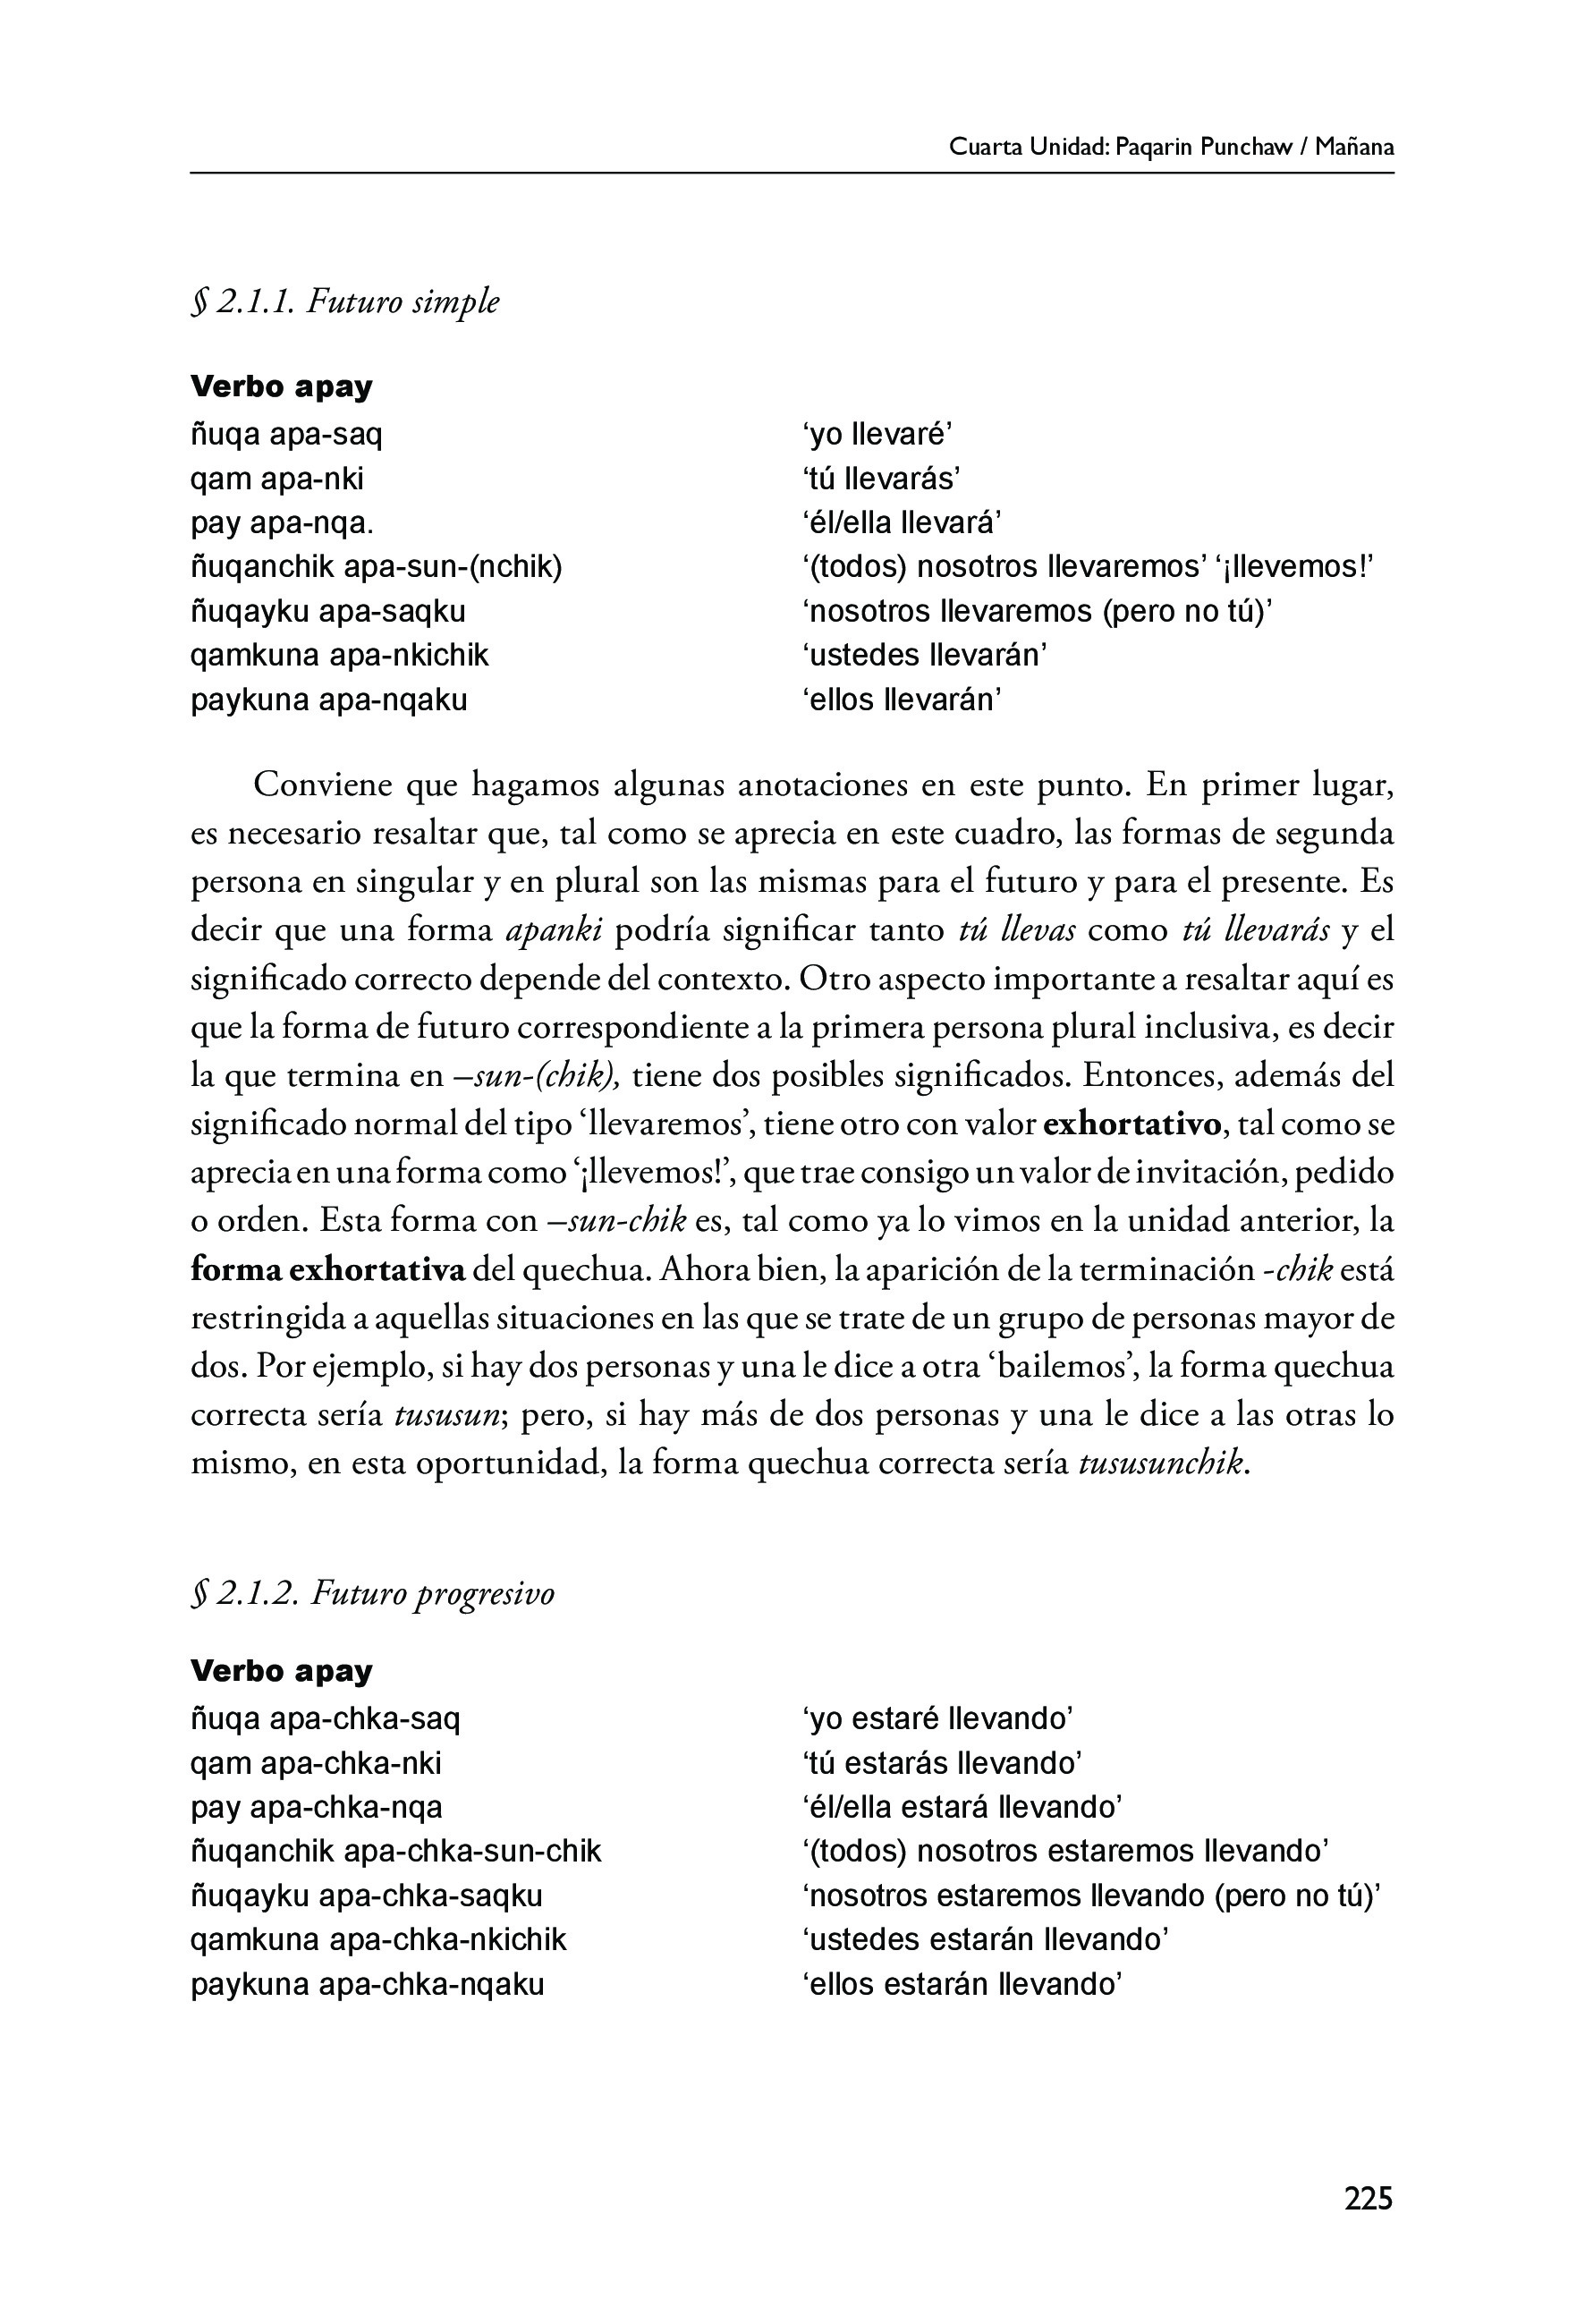 Cuarta Unidad: Paqarin Punchaw / Mañana
§ 2.1.1. Futuro simple
Verbo apay
ñuqa apa-saq ‘yo llevaré’
qam apa-nki ‘tú llevarás’
pay apa-nqa. ‘él/ella llevará’
ñuqanchik apa-sun-(nchik) ‘(todos) nosotros llevaremos’ ‘¡llevemos!’
ñuqayku apa-saqku ‘nosotros llevaremos (pero no tú)’
qamkuna apa-nkichik ‘ustedes llevarán’
paykuna apa-nqaku ‘ellos llevarán’
Conviene que hagamos algunas anotaciones en este punto. En primer lugar,
es necesario resaltar que, tal como se aprecia en este cuadro, las formas de segunda
persona en singular y en plural son las mismas para el futuro y para el presente. Es
decir que una forma apanki podría significar tanto tú llevas como tú llevarás y el
significado correcto depende del contexto. Otro aspecto importante a resaltar aquí es
que la forma de futuro correspondiente a la primera persona plural inclusiva, es decir
la que termina en –sun-(chik), tiene dos posibles significados. Entonces, además del
significado normal del tipo ‘llevaremos’, tiene otro con valor exhortativo, tal como se
aprecia en una forma como ‘¡llevemos!’, que trae consigo un valor de invitación, pedido
o orden. Esta forma con –sun-chik es, tal como ya lo vimos en la unidad anterior, la
forma exhortativa del quechua. Ahora bien, la aparición de la terminación -chik está
restringida a aquellas situaciones en las que se trate de un grupo de personas mayor de
dos. Por ejemplo, si hay dos personas y una le dice a otra ‘bailemos’, la forma quechua
correcta sería tususun; pero, si hay más de dos personas y una le dice a las otras lo
mismo, en esta oportunidad, la forma quechua correcta sería tususunchik.
§ 2.1.2. Futuro progresivo
Verbo apay
ñuqa apa-chka-saq ‘yo estaré llevando’
qam apa-chka-nki ‘tú estarás llevando’
pay apa-chka-nqa ‘él/ella estará llevando’
ñuqanchik apa-chka-sun-chik ‘(todos) nosotros estaremos llevando’
ñuqayku apa-chka-saqku ‘nosotros estaremos llevando (pero no tú)’
qamkuna apa-chka-nkichik ‘ustedes estarán llevando’
paykuna apa-chka-nqaku ‘ellos estarán llevando’
225